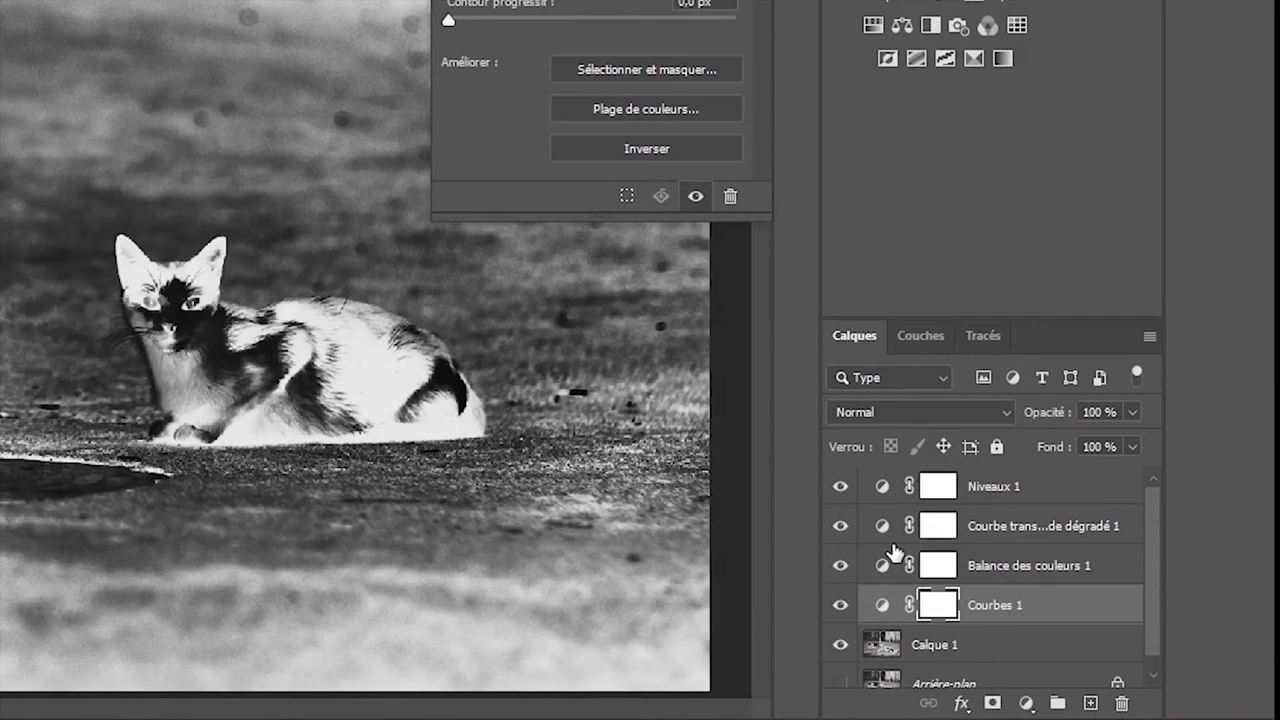 Contour progressif :
0,0 px
Améliorer :
Sélectionner et masquer...
Plage de couleurs...
Inverser
Calques
Couches
Tracés
Type
Normal
Opacité :
100 %
Verrou :
Fond :
100 %
Niveaux 1
Courbe trans...de dégradé 1
Balance des couleurs 1
Courbes 1
Calque 1
Arrière-plan
fx